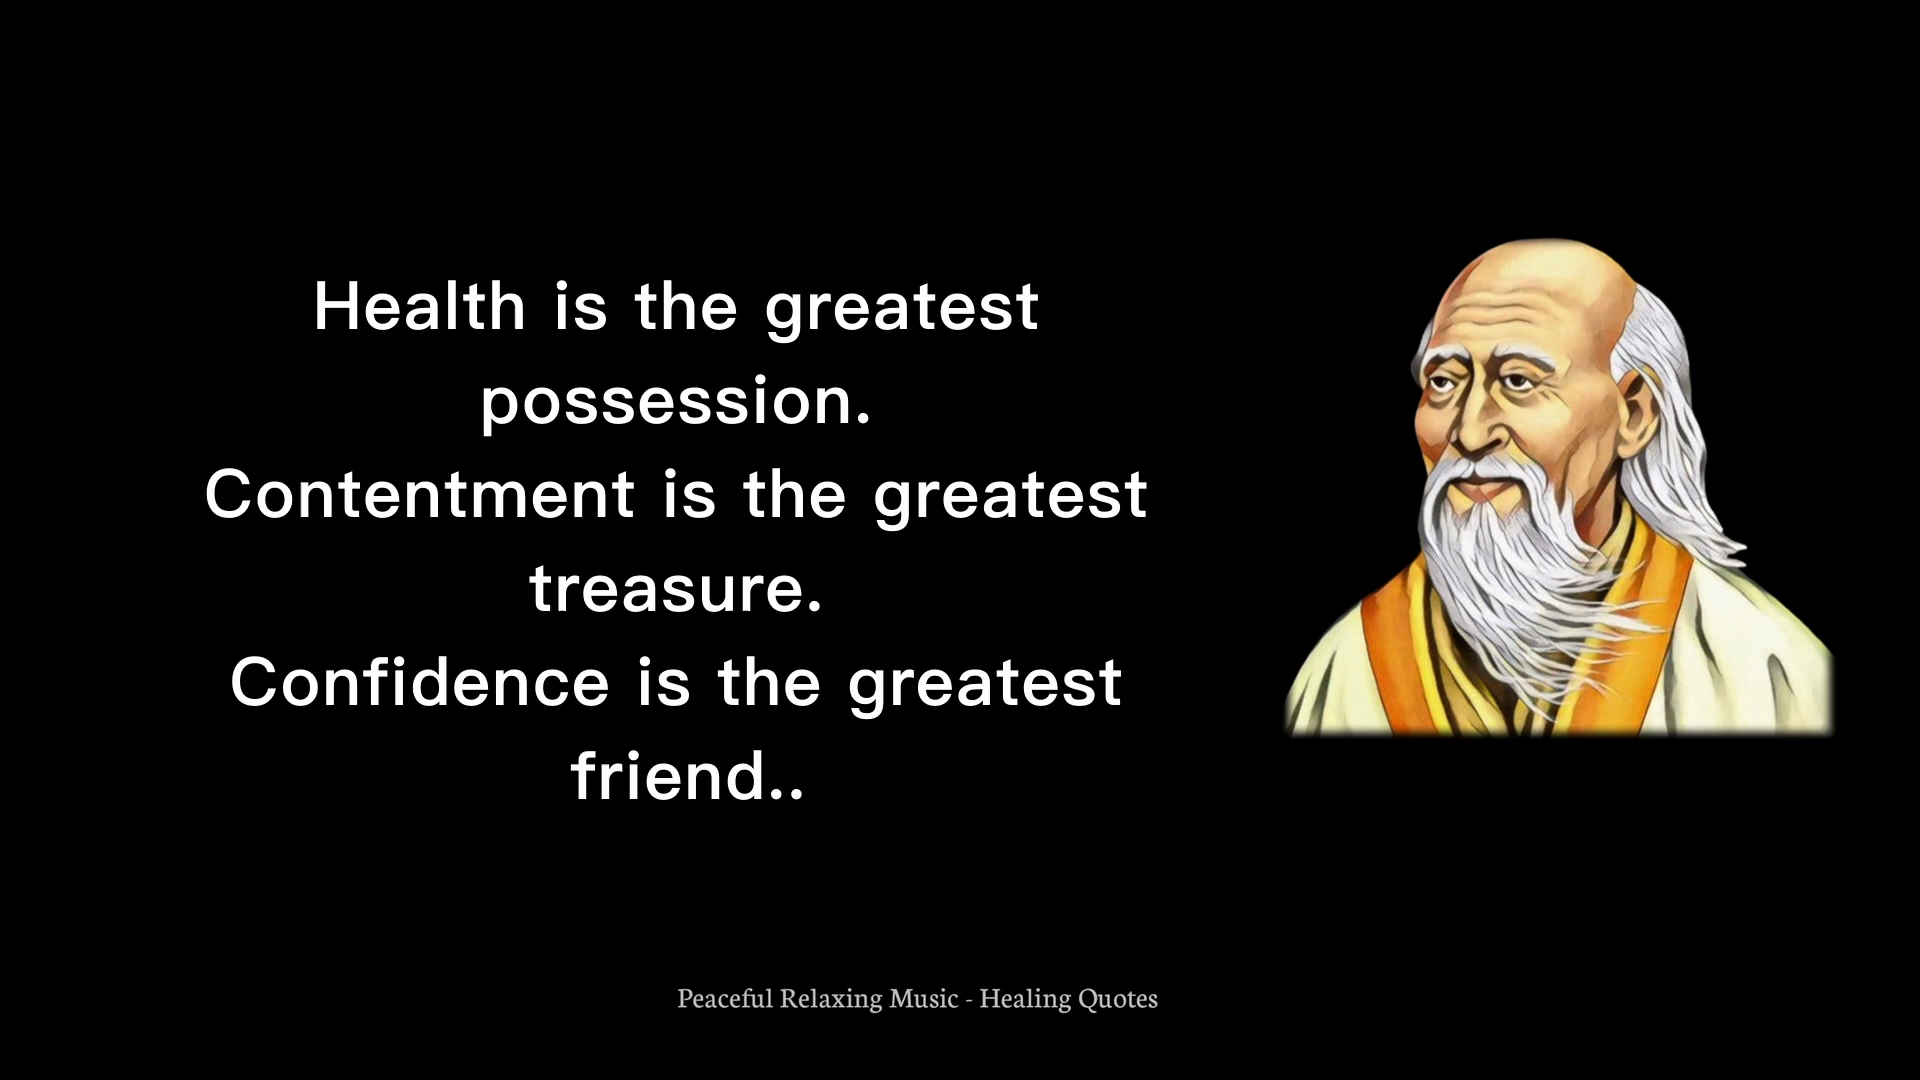 Health is the greatest
possession.
Contentment is the greatest
treasure.
Confidence is the greatest
friend..
Peaceful Relaxing Music - Healing Quotes